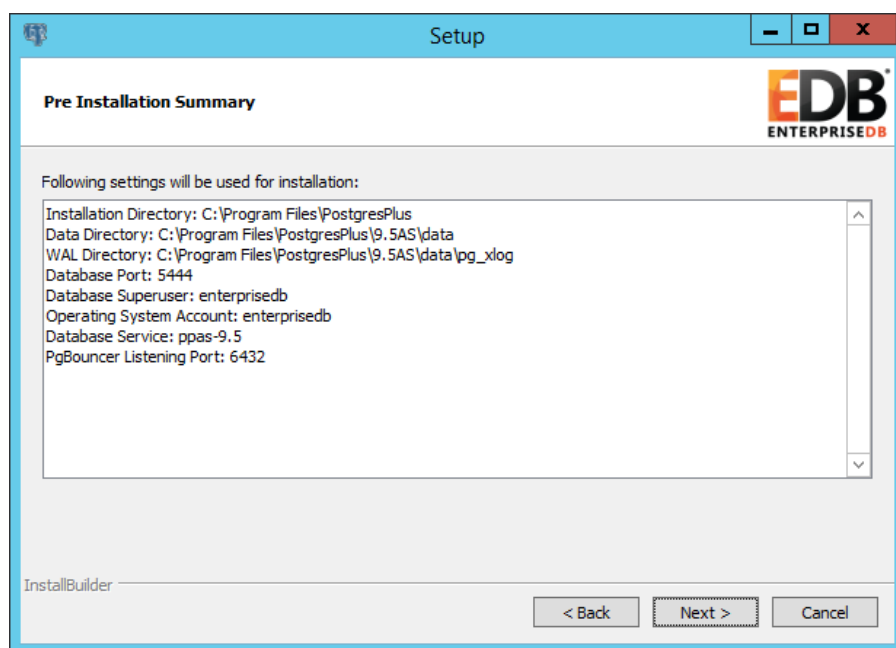 Setup
Pre Installation Summary
EDB
ENTERPRISEDB
Following settings will be used for installation:
Installation Directory: C:\Program Files\PostgresPlus
Data Directory: C:\Program Files\PostgresPlus\9.5AS\data
WAL Directory: C:\Program Files\PostgresPlus\9.5AS\data\pg_xlog
Database Port: 5444
Database Superuser: enterprisedb
Operating System Account: enterprisedb
Database Service: ppas-9.5
PgBouncer Listening Port: 6432
InstallBuilder
< Back Next > Cancel